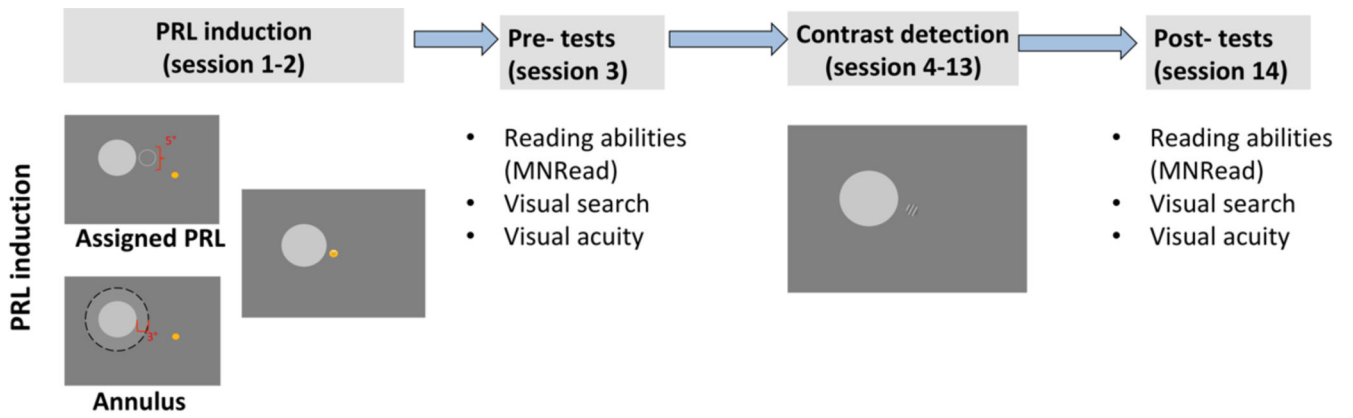 PRL induction
(session 1-2)
Pre- tests
(session 3)
Contrast detection
(session 4-13)
Post- tests
(session 14)
PRL induction
5°
Assigned PRL
3°
Annulus
• Reading abilities
(MNRead)
• Visual search
• Visual acuity
• Reading abilities
(MNRead)
• Visual search
• Visual acuity